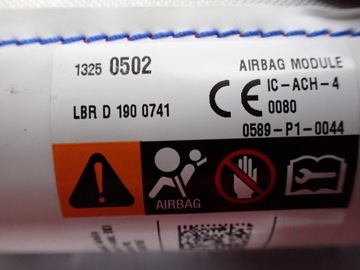 1325 0502
AIRBAG MODULE
LBR D 190 0741
CE IC-ACH-4
0080
0589-P1-0044
AIRBAG